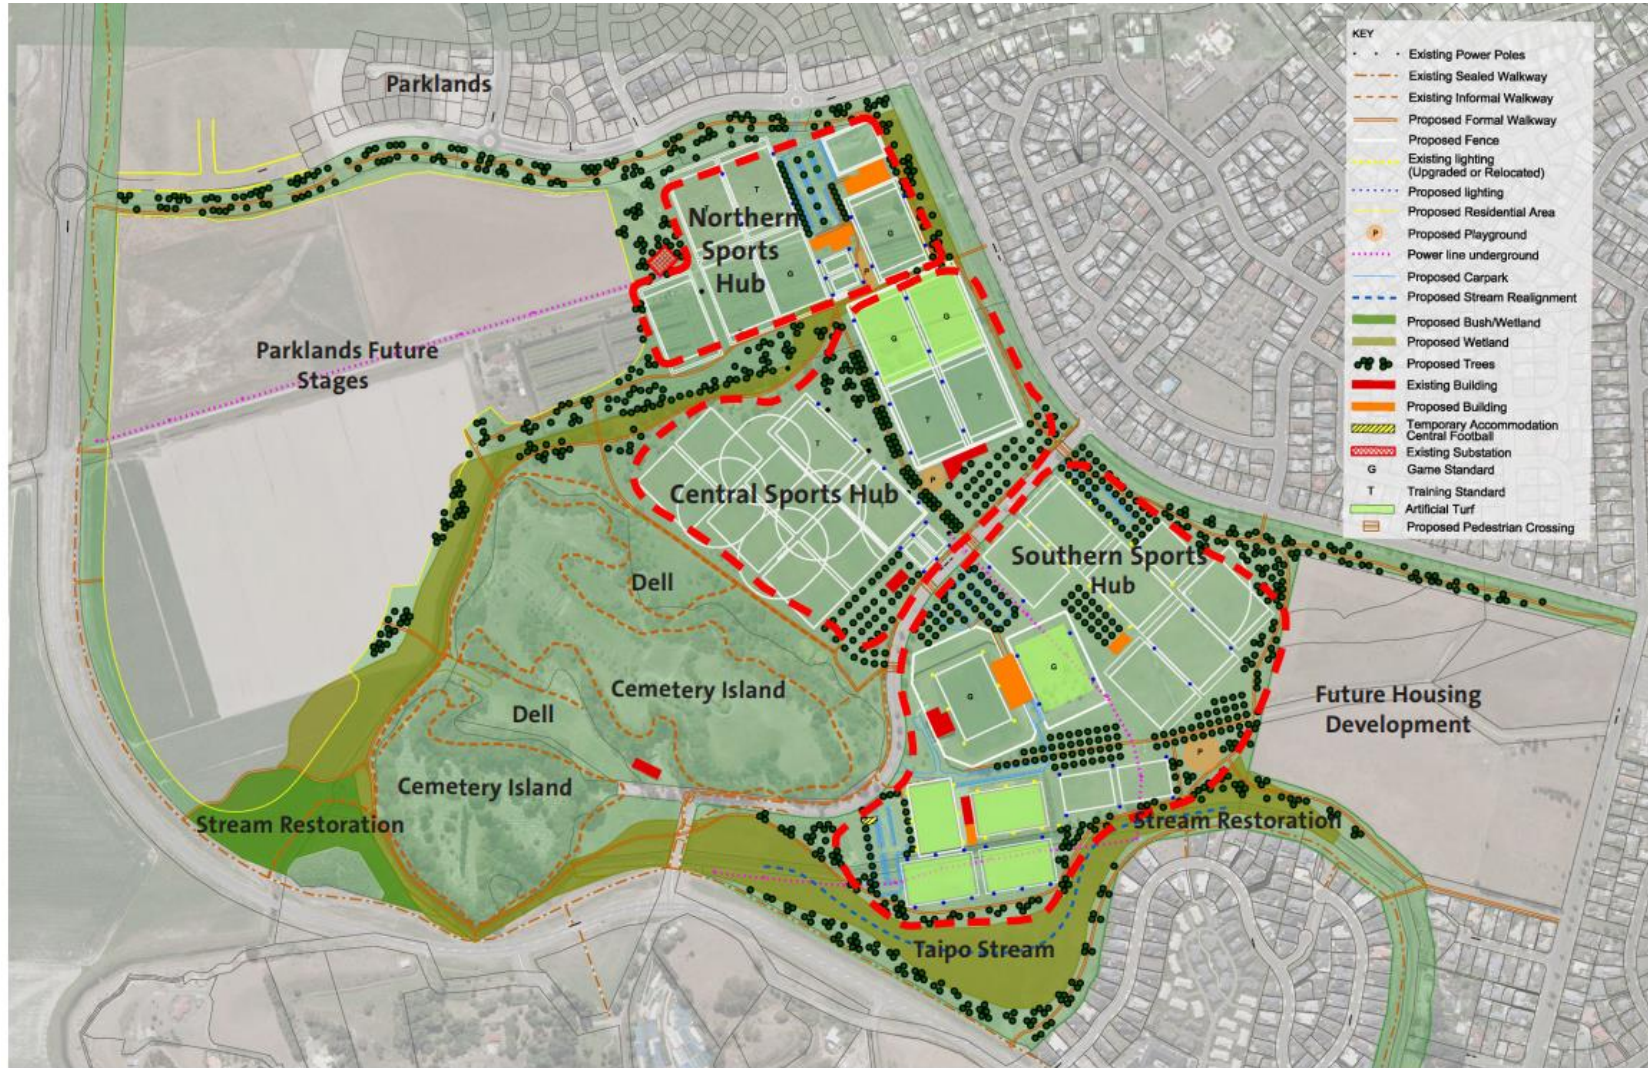 Parklands
Northern
Sports
Hub
Parklands Future
Stages
Central Sports Hub
Southern Sports
Hub
Dell
Cemetery Island
Dell
Cemetery Island
Stream Restoration
Future Housing
Development
Stream Restoration
Taipo Stream
T
T
G
G
G
G
T
T
T
G
G
P
P
P
KEY
Existing Power Poles
Existing Sealed Walkway
Existing Informal Walkway
Proposed Formal Walkway
Proposed Fence
Existing lighting
(Upgraded or Relocated)
Proposed lighting
Proposed Residential Area
P Proposed Playground
Power line underground
Proposed Carpark
Proposed Stream Realignment
Proposed Bush/Wetland
Proposed Wetland
Proposed Trees
Existing Building
Proposed Building
Temporary Accommodation
Central Football
Existing Substation
G Game Standard
T Training Standard
Artificial Turf
Proposed Pedestrian Crossing